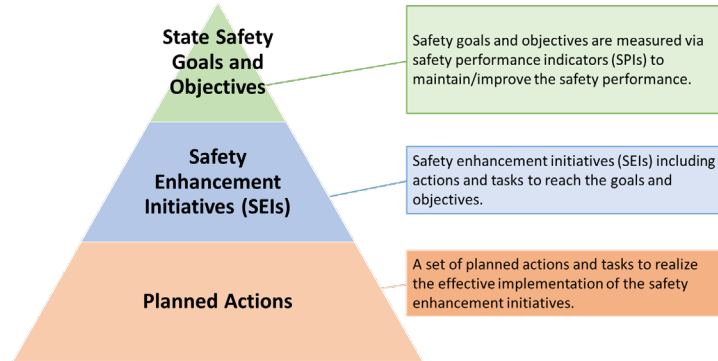 State Safety
Goals and
Objectives
Safety goals and objectives are measured via
safety performance indicators (SPIs) to
maintain/improve the safety performance.
Safety
Enhancement
Initiatives (SEIs)
Safety enhancement initiatives (SEIs) including
actions and tasks to reach the goals and
objectives.
Planned Actions
A set of planned actions and tasks to realize
the effective implementation of the safety
enhancement initiatives.